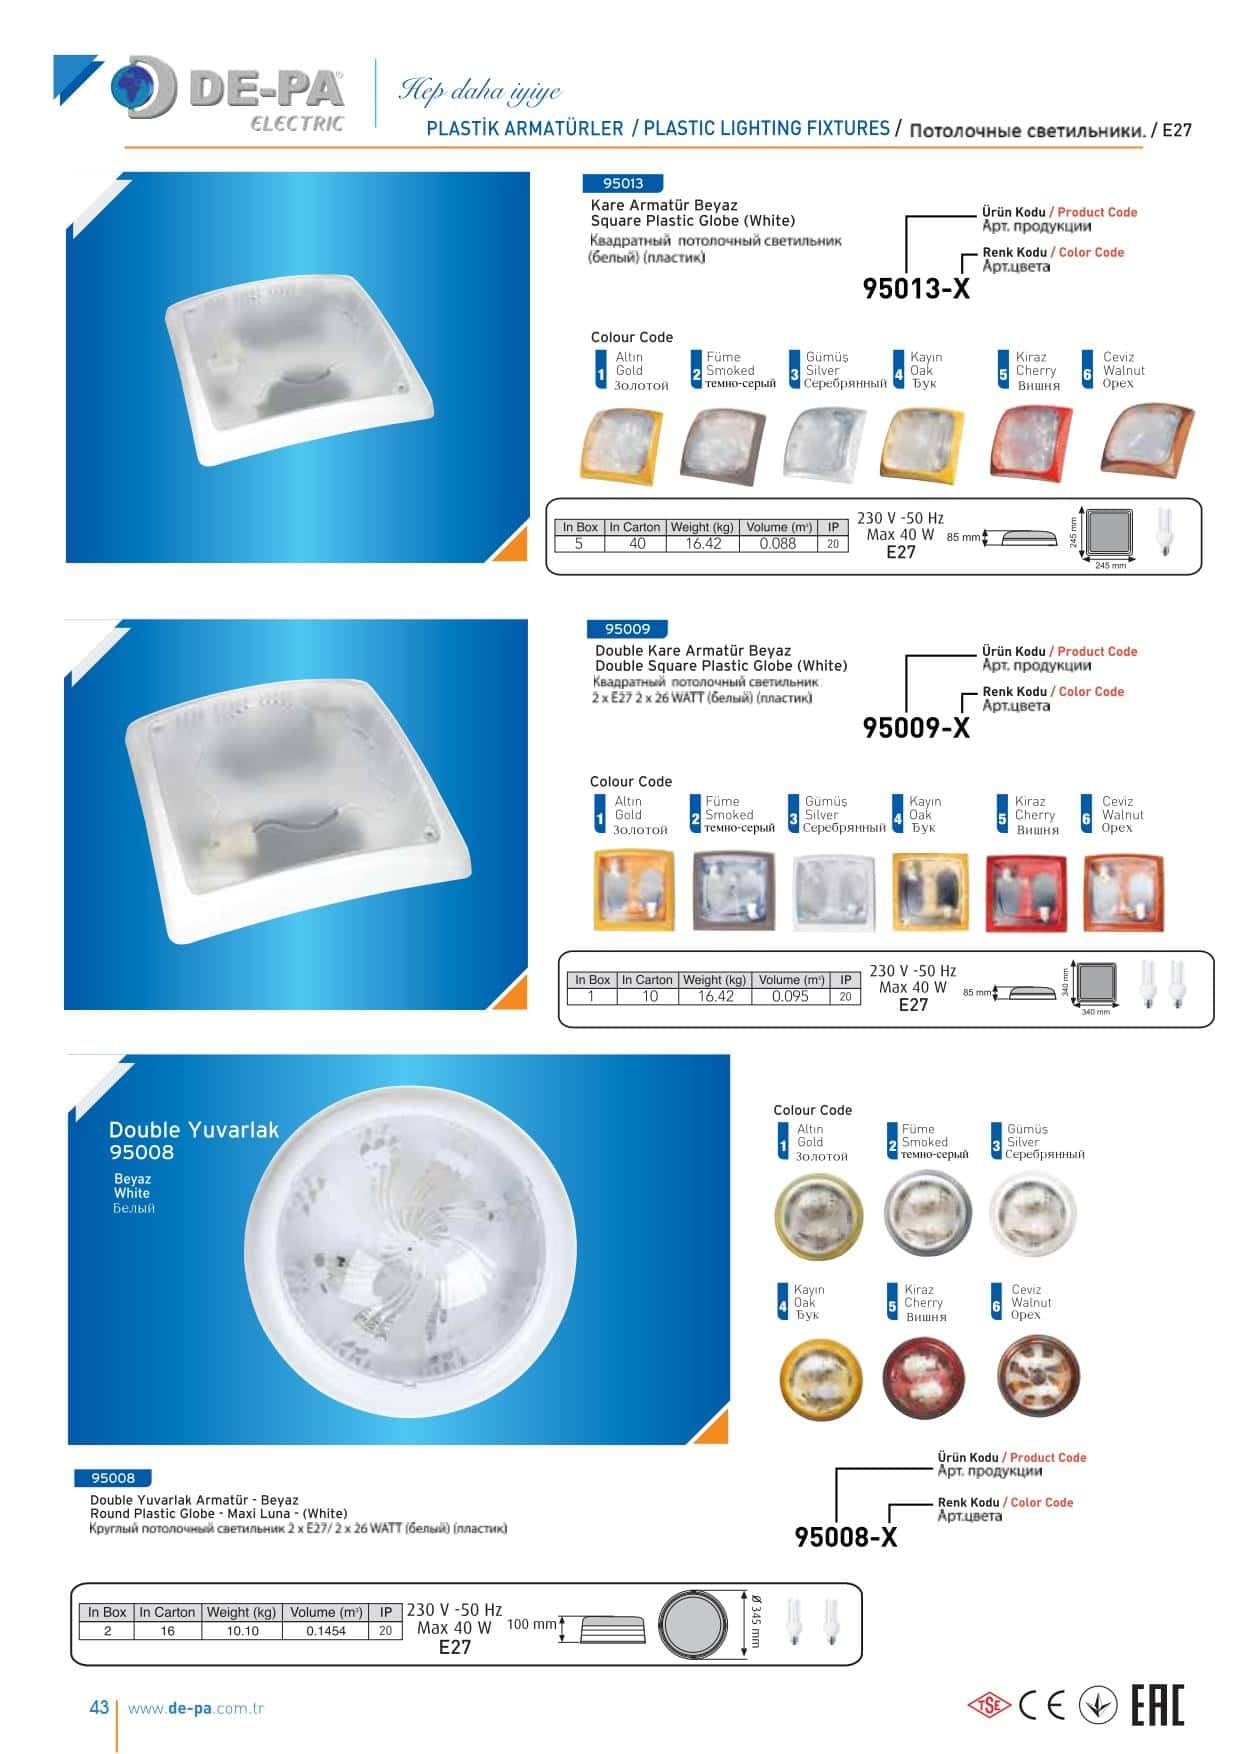 DE-PA®
ELECTRIC
Hep daha iyiye
PLASTİK ARMATÜRLER / PLASTIC LIGHTING FIXTURES / Потолочные светильники. / E27
95013
Kare Armatür Beyaz
Square Plastic Globe (White)
Квадратный потолочный светильник
(белый) (пластик)
Ürün Kodu / Product Code
Арт. продукции
Renk Kodu / Color Code
Арт.цвета
95013-X
Colour Code
1 Altın Gold Золотой
2 Füme Smoked темно-серый
3 Gümüş Silver Серебрянный
4 Kayın Oak Бук
5 Kiraz Cherry Вишня
6 Ceviz Walnut Орех
In Box In Carton Weight (kg) Volume (m³) IP
5 40 16.42 0.088 20
230 V -50 Hz
Max 40 W
E27
85 mm
245 mm
245 mm
95009
Double Kare Armatür Beyaz
Double Square Plastic Globe (White)
Квадратный потолочный светильник
2 x E27 2 x 26 WATT (белый) (пластик)
Ürün Kodu / Product Code
Арт. продукции
Renk Kodu / Color Code
Арт.цвета
95009-X
Colour Code
1 Altın Gold Золотой
2 Füme Smoked темно-серый
3 Gümüş Silver Серебрянный
4 Kayın Oak Бук
5 Kiraz Cherry Вишня
6 Ceviz Walnut Орех
In Box In Carton Weight (kg) Volume (m³) IP
1 10 16.42 0.095 20
230 V -50 Hz
Max 40 W
E27
85 mm
340 mm
340 mm
Double Yuvarlak
95008
Beyaz
White
Белый
Colour Code
1 Altın Gold Золотой
2 Füme Smoked темно-серый
3 Gümüş Silver Серебрянный
4 Kayın Oak Бук
5 Kiraz Cherry Вишня
6 Ceviz Walnut Орех
95008
Double Yuvarlak Armatür - Beyaz
Round Plastic Globe - Maxi Luna - (White)
Круглый потолочный светильник 2 x E27/ 2 x 26 WATT (белый) (пластик)
Ürün Kodu / Product Code
Арт. продукции
Renk Kodu / Color Code
Арт.цвета
95008-X
In Box In Carton Weight (kg) Volume (m³) IP
2 16 10.10 0.1454 20
230 V -50 Hz
Max 40 W
E27
100 mm
Ø 345 mm
43
www.de-pa.com.tr
TSE CE EAC